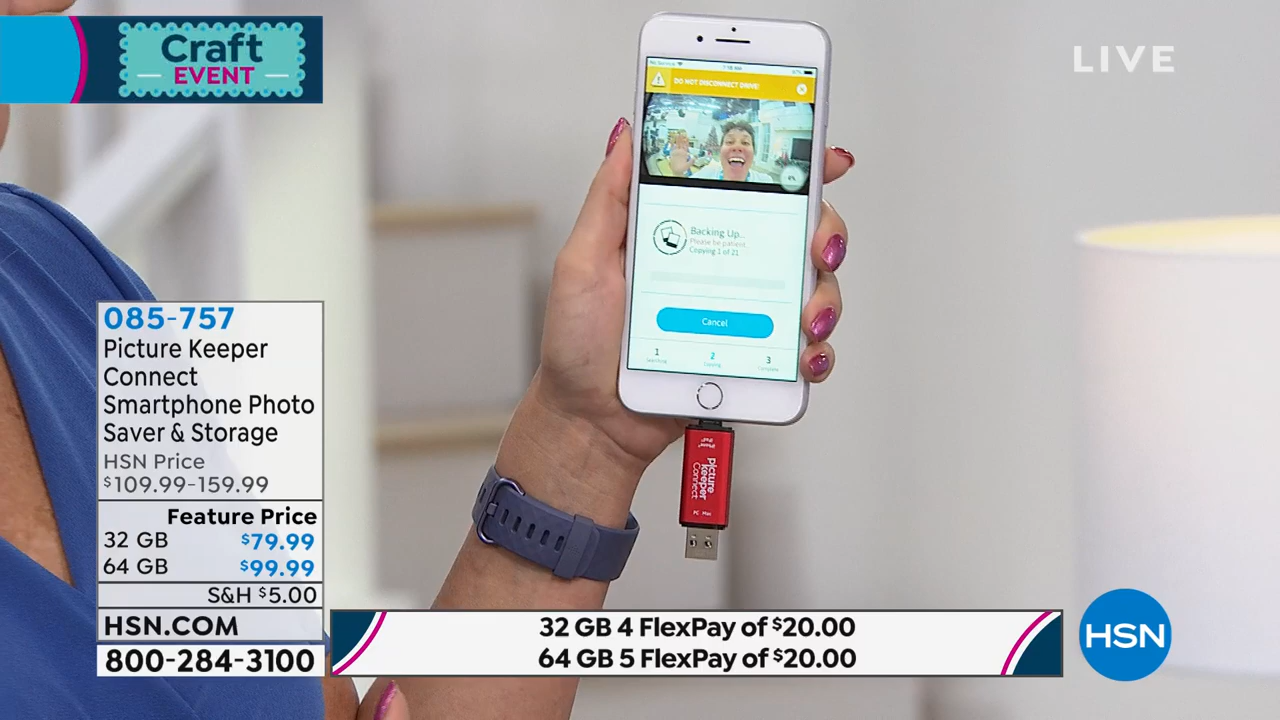 Craft
EVENT
LIVE
DO NOT DISCONNECT DRIVE!
Backing Up...
Please be patient.
Copying 1 of 21
Cancel
1 2 3
Copying
picture
keeper
Connect
PC Mac
085-757
Picture Keeper
Connect
Smartphone Photo
Saver & Storage
HSN Price
$109.99-159.99
Feature Price
32 GB $79.99
64 GB $99.99
S&H $5.00
HSN.COM
800-284-3100
32 GB 4 FlexPay of $20.00
64 GB 5 FlexPay of $20.00
HSN